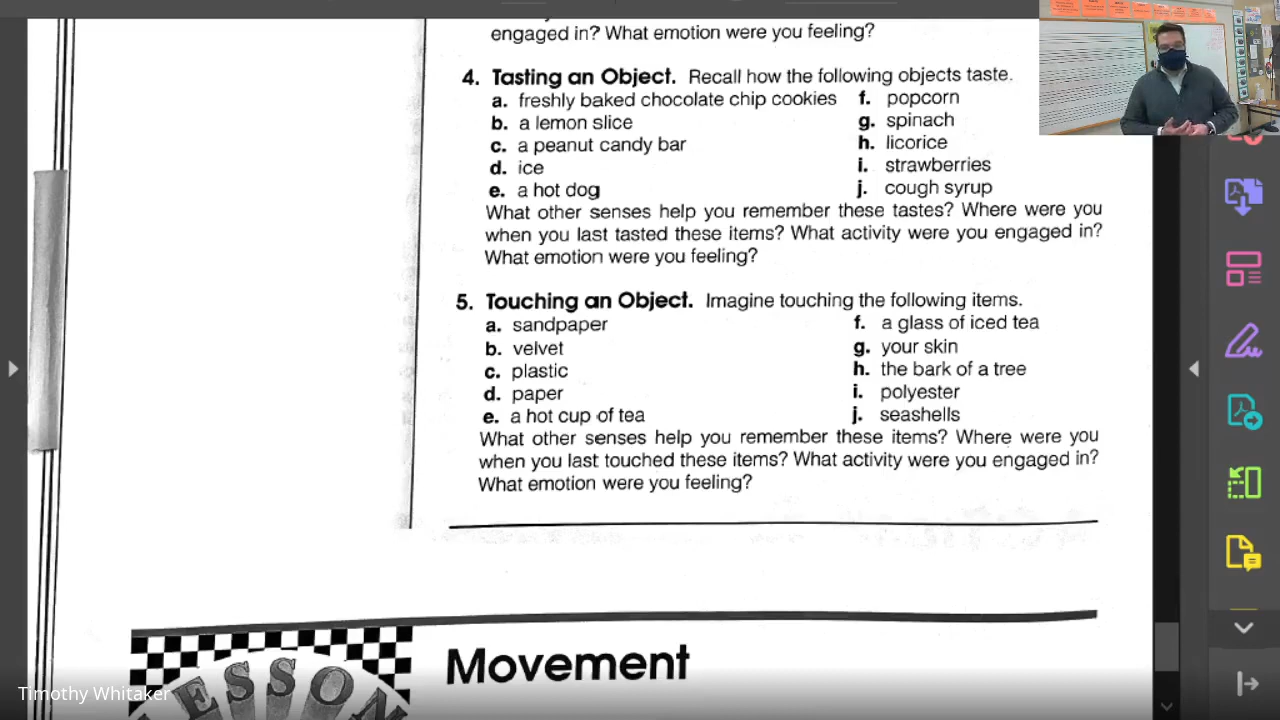 engaged in? What emotion were you feeling?
4. Tasting an Object. Recall how the following objects taste.
a. freshly baked chocolate chip cookies
b. a lemon slice
c. a peanut candy bar
d. ice
e. a hot dog
f. popcorn
g. spinach
h. licorice
i. strawberries
j. cough syrup
What other senses help you remember these tastes? Where were you
when you last tasted these items? What activity were you engaged in?
What emotion were you feeling?
5. Touching an Object. Imagine touching the following items.
a. sandpaper
b. velvet
c. plastic
d. paper
e. a hot cup of tea
f. a glass of iced tea
g. your skin
h. the bark of a tree
i. polyester
j. seashells
What other senses help you remember these items? Where were you
when you last touched these items? What activity were you engaged in?
What emotion were you feeling?
LESSON
Movement
Timothy Whitaker